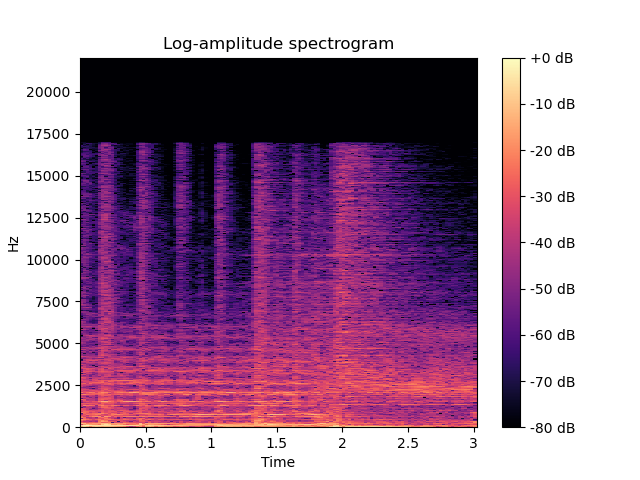 Log-amplitude spectrogram
Hz
20000
17500
15000
12500
10000
7500
5000
2500
0
0
0.5
1
1.5
2
2.5
3
Time
+0 dB
-10 dB
-20 dB
-30 dB
-40 dB
-50 dB
-60 dB
-70 dB
-80 dB